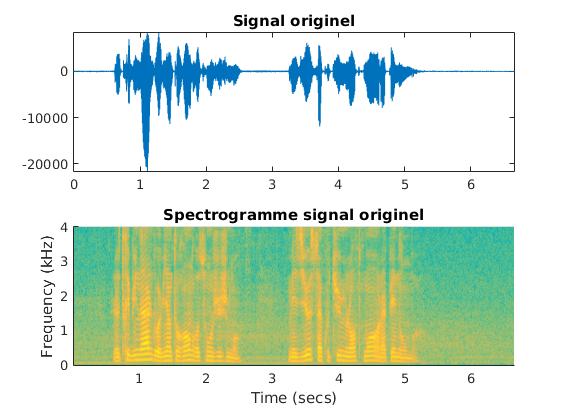 Signal originel
0
-10000
-20000
0 1 2 3 4 5 6
Spectrogramme signal originel
Frequency (kHz)
4
3
2
1
0
1 2 3 4 5 6
Time (secs)